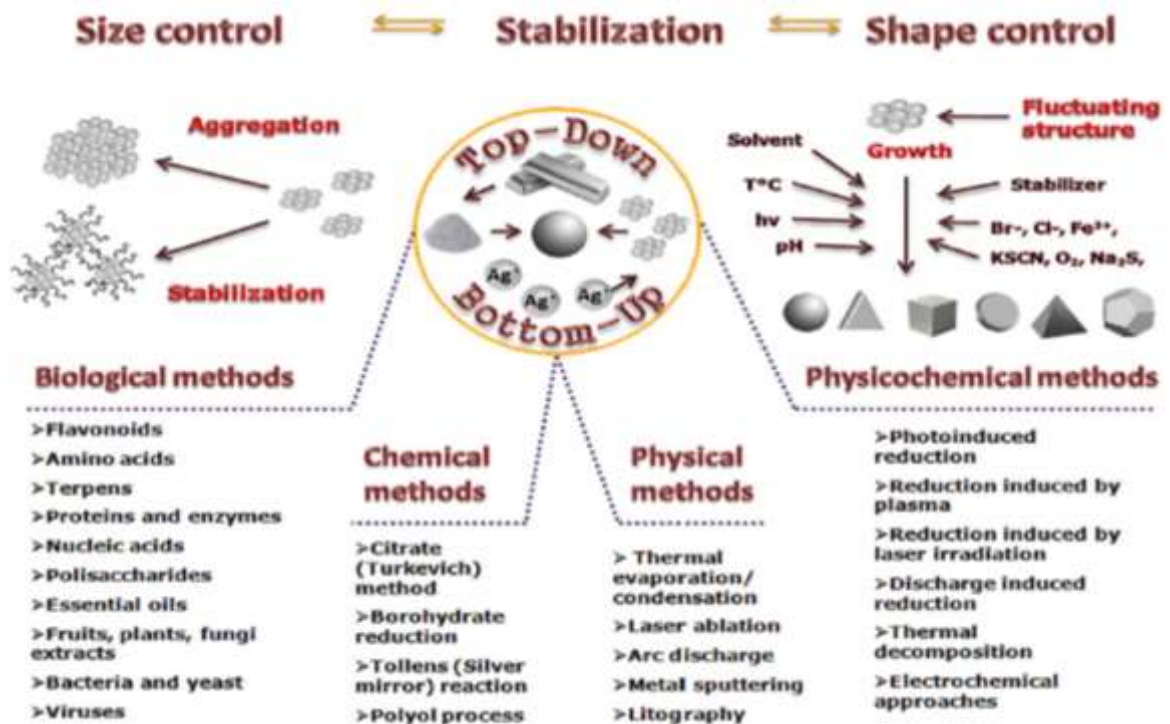 Size control
Stabilization
Shape control
Aggregation
Stabilization
Top-Down
Ag⁺
Ag⁺
Ag⁺
Bottom-Up
Fluctuating
structure
Growth
Solvent
T°C
hv
pH
Stabilizer
Br-, Cl-, Fe³⁺,
KSCN, O₂, Na₂S,
Biological methods
➢Flavonoids
➢Amino acids
➢Terpens
➢Proteins and enzymes
➢Nucleic acids
➢Polisaccharides
➢Essential oils
➢Fruits, plants, fungi
extracts
➢Bacteria and yeast
➢Viruses
Chemical
methods
➢Citrate
(Turkevich)
method
➢Borohydrate
reduction
➢Tollens (Silver
mirror) reaction
➢Polyol process
Physical
methods
➢ Thermal
evaporation/
condensation
➢Laser ablation
➢Arc discharge
➢Metal sputtering
➢Litography
Physicochemical methods
➢Photoinduced
reduction
➢Reduction induced by
plasma
➢Reduction induced by
laser irradiation
➢Discharge induced
reduction
➢Thermal
decomposition
➢Electrochemical
approaches